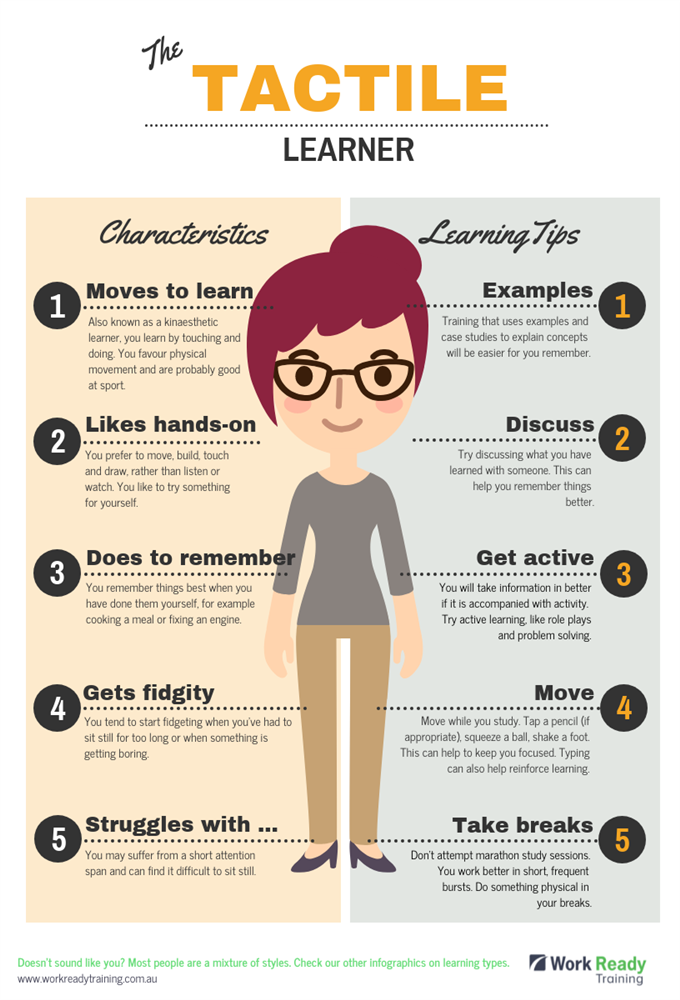 The
TACTILE
LEARNER
Characteristics
1
Moves to learn
Also known as a kinaesthetic
learner, you learn by touching and
doing. You favour physical
movement and are probably good
at sport.
2
Likes hands-on
You prefer to move, build, touch
and draw, rather than listen or
watch. You like to try something
for yourself.
3
Does to remember
You remember things best when you
have done them yourself, for example
cooking a meal or fixing an engine.
4
Gets fidgity
You tend to start fidgeting when you've had to
sit still for too long or when something is
getting boring.
5
Struggles with ...
You may suffer from a short attention
span and can find it difficult to sit still.
Learning Tips
Examples
1
Training that uses examples and
case studies to explain concepts
will be easier for you remember.
Discuss
2
Try discussing what you have
learned with someone. This can
help you remember things
better.
Get active
3
You will take information in better
if it is accompanied with activity.
Try active learning, like role plays
and problem solving.
Move
4
Move while you study. Tap a pencil (if
appropriate), squeeze a ball, shake a foot.
This can help to keep you focused. Typing
can also help reinforce learning.
Take breaks
5
Don't attempt marathon study sessions.
You work better in short, frequent
bursts. Do something physical in
your breaks.
Doesn't sound like you? Most people are a mixture of styles. Check our other infographics on learning types.
www.workreadytraining.com.au
Work Ready
Training